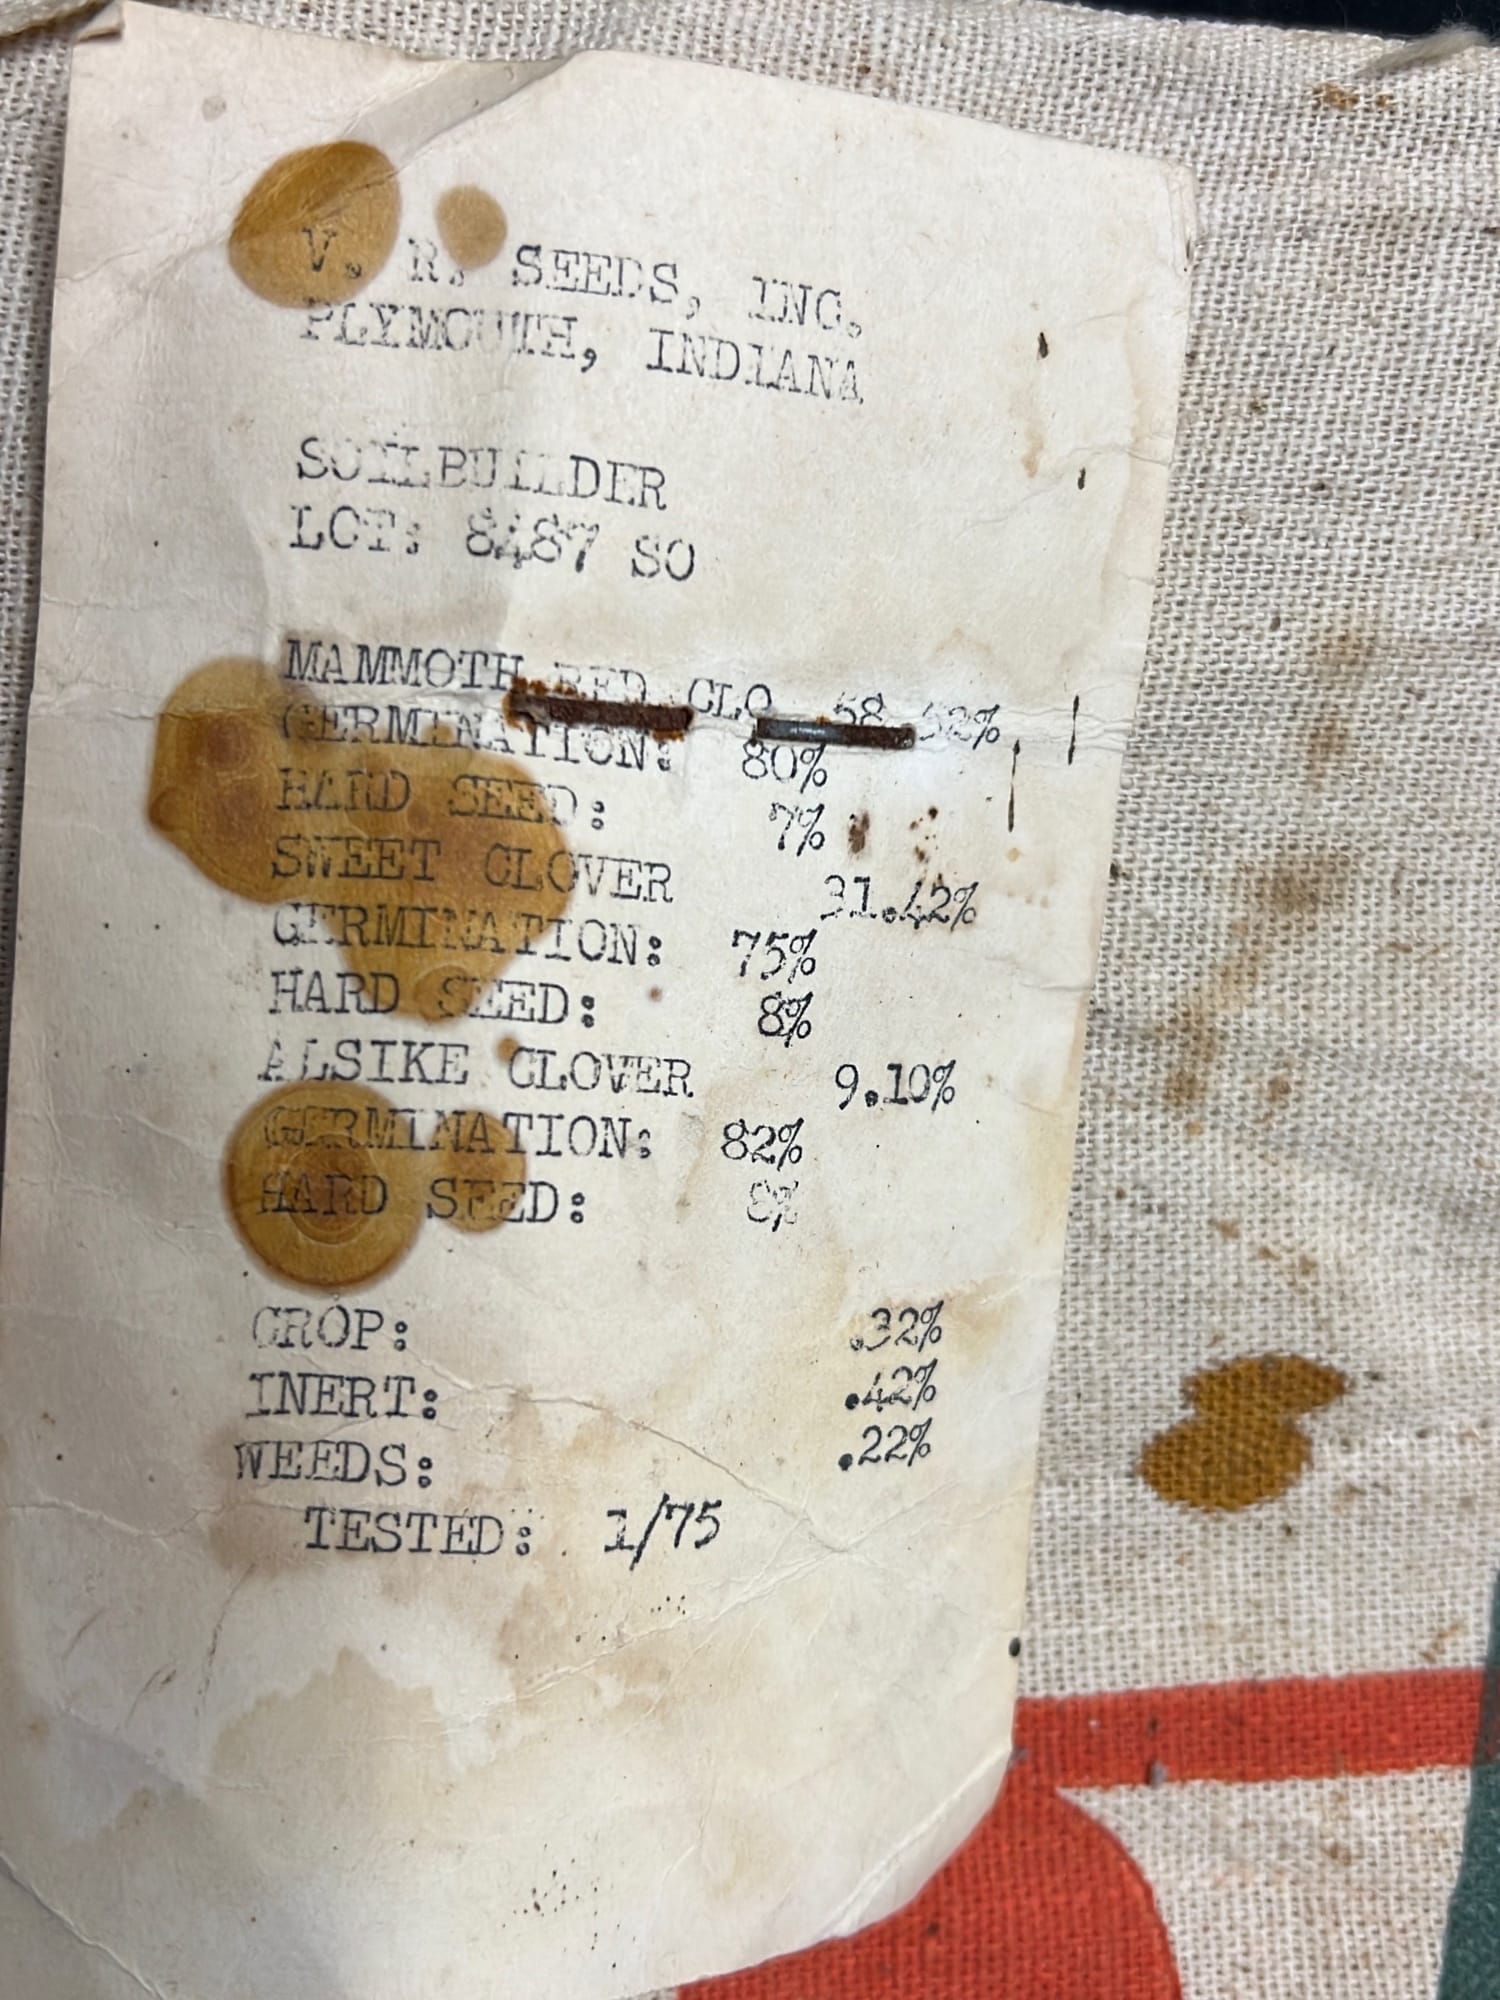 V. R. SEEDS, INC.
PLYMOUTH, INDIANA
SOILBUILDER
LOT: 8487 SO
MAMMOTH RED CLO 58.52%
GERMINATION: 80%
HARD SEED: 7%
SWEET CLOVER 31.42%
GERMINATION: 75%
HARD SEED: 8%
ALSIKE CLOVER 9.10%
GERMINATION: 82%
HARD SEED: 8%
CROP: .32%
INERT: .42%
WEEDS: .22%
TESTED: 1/75